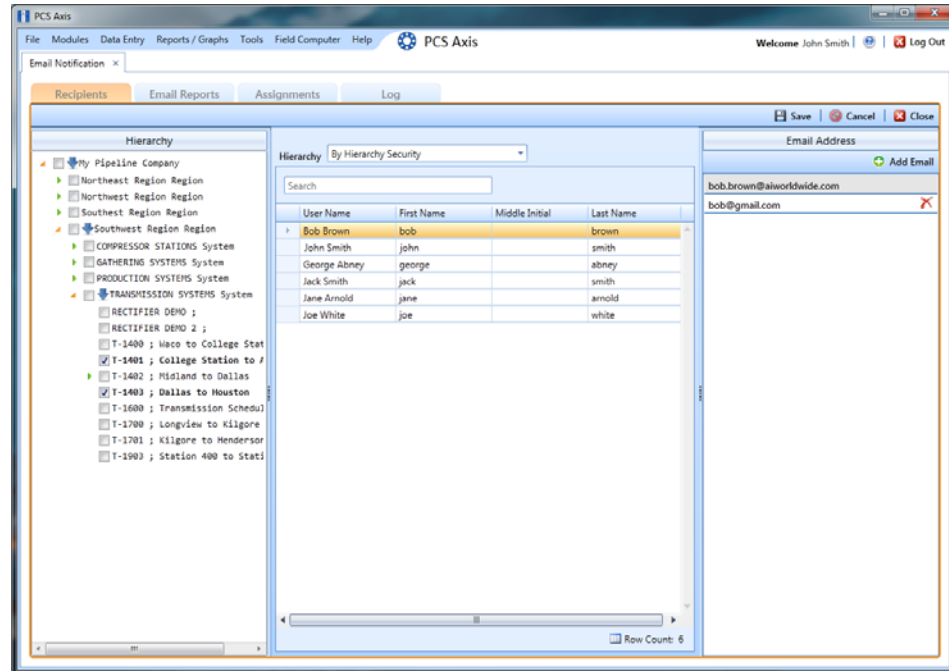 PCS Axis
File Modules Data Entry Reports / Graphs Tools Field Computer Help PCS Axis Welcome John Smith Log Out
Email Notification ×
Recipients Email Reports Assignments Log
Save Cancel Close
Hierarchy
My Pipeline Company
Northeast Region Region
Northwest Region Region
Southest Region Region
Southwest Region Region
COMPRESSOR STATIONS System
GATHERING SYSTEMS System
PRODUCTION SYSTEMS System
TRANSMISSION SYSTEMS System
RECTIFIER DEMO ;
RECTIFIER DEMO 2 ;
T-1400 ; Waco to College Stat
T-1401 ; College Station to
T-1402 ; Midland to Dallas
T-1403 ; Dallas to Houston
T-1600 ; Transmission Schedul
T-1700 ; Longview to Kilgore
T-1701 ; Kilgore to Henderson
T-1903 ; Station 400 to Stati
Hierarchy By Hierarchy Security
Search
User Name First Name Middle Initial Last Name
Bob Brown bob brown
John Smith john smith
George Abney george abney
Jack Smith jack smith
Jane Arnold jane arnold
Joe White joe white
Row Count: 6
Email Address
Add Email
bob.brown@aiworldwide.com
bob@gmail.com